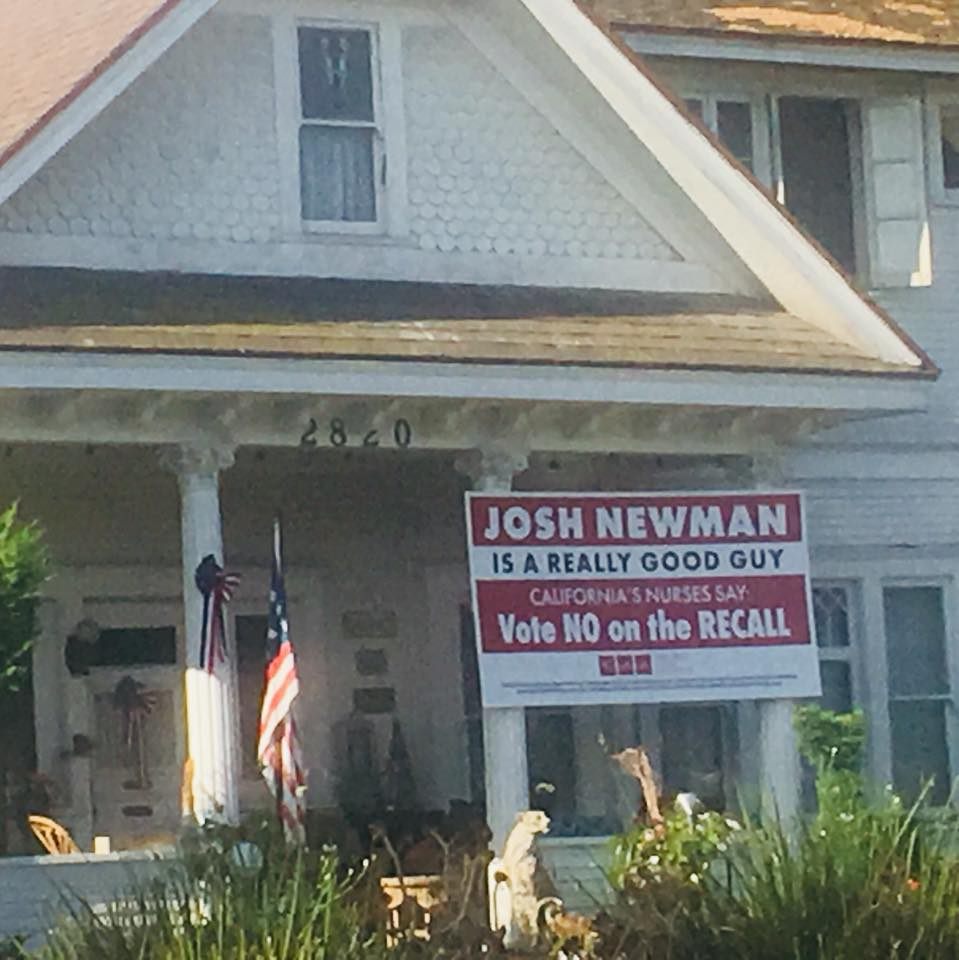 2820
JOSH NEWMAN
IS A REALLY GOOD GUY
CALIFORNIA'S NURSES SAY:
Vote NO on the RECALL